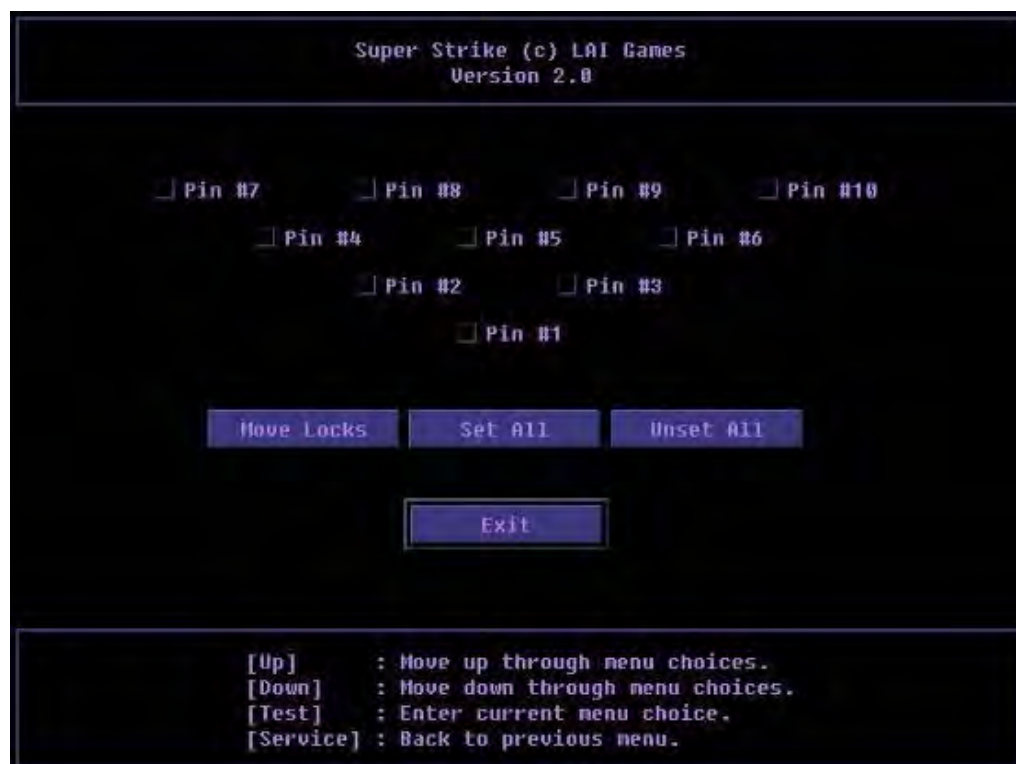 Super Strike (c) LAI Games
Version 2.0
Pin #7 Pin #8 Pin #9 Pin #10
Pin #4 Pin #5 Pin #6
Pin #2 Pin #3
Pin #1
Move Locks Set All Unset All
Exit
[Up] : Move up through menu choices.
[Down] : Move down through menu choices.
[Test] : Enter current menu choice.
[Service] : Back to previous menu.